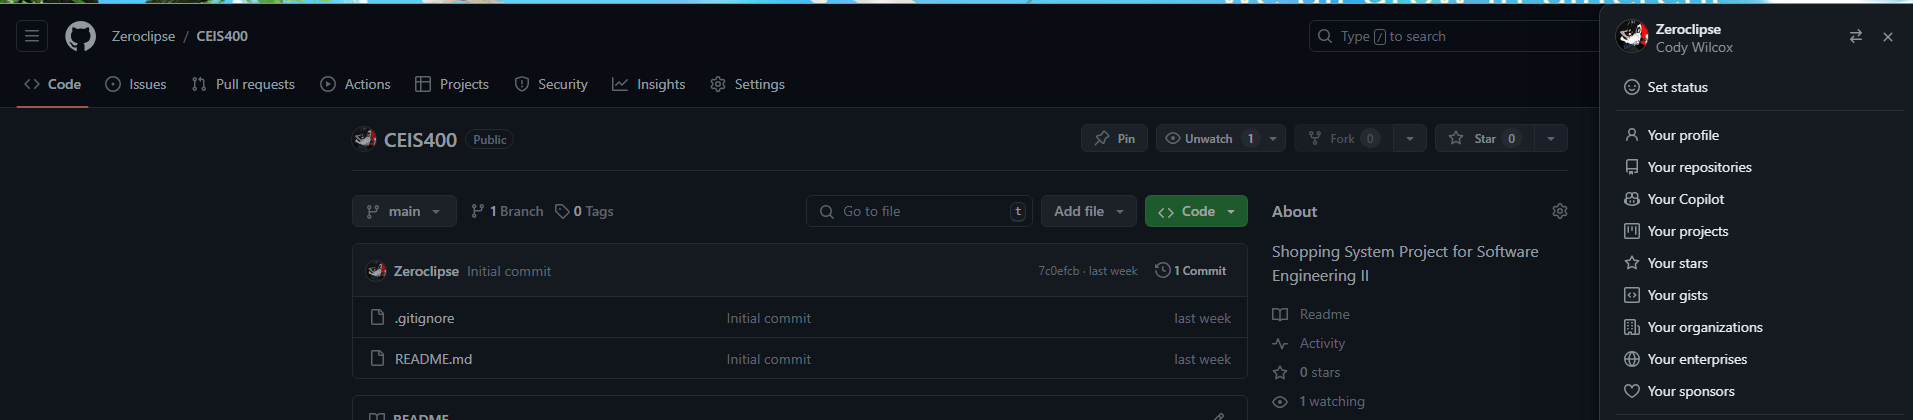 Zeroclipse / CEIS400
Type / to search
Code
Issues
Pull requests
Actions
Projects
Security
Insights
Settings
CEIS400 Public
Pin
Unwatch 1
Fork 0
Star 0
main
1 Branch
0 Tags
Go to file t
Add file
Code
Zeroclipse Initial commit
7c0efcb · last week
1 Commit
.gitignore Initial commit last week
README.md Initial commit last week
README
About
Shopping System Project for Software
Engineering II
Readme
Activity
0 stars
1 watching
Zeroclipse
Cody Wilcox
Set status
Your profile
Your repositories
Your Copilot
Your projects
Your stars
Your gists
Your organizations
Your enterprises
Your sponsors